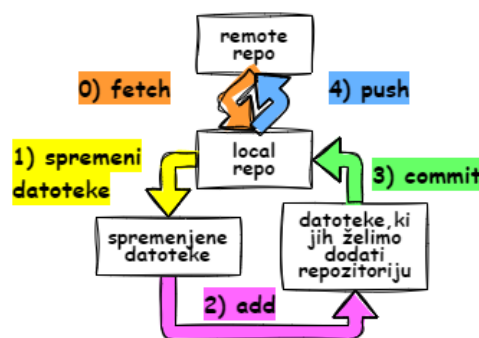 remote
repo
0) fetch
4) push
1) spremeni
datoteke
local
repo
3) commit
spremenjene
datoteke
datoteke,ki
jih želimo
dodati
repozitoriju
2) add